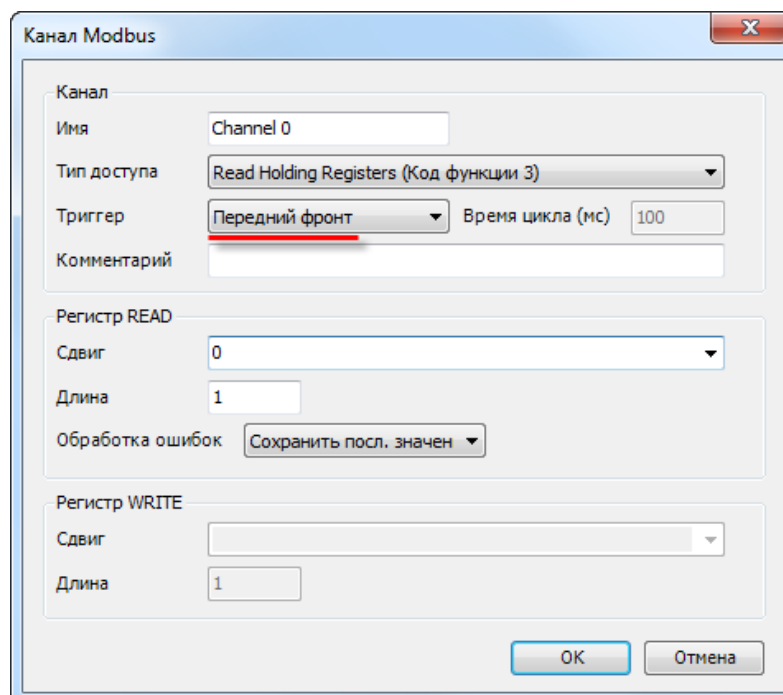 Канал Modbus
Канал
Имя Channel 0
Тип доступа Read Holding Registers (Код функции 3)
Триггер Передний фронт Время цикла (мс) 100
Комментарий
Регистр READ
Сдвиг 0
Длина 1
Обработка ошибок Сохранить посл. значен
Регистр WRITE
Сдвиг
Длина 1
OK Отмена